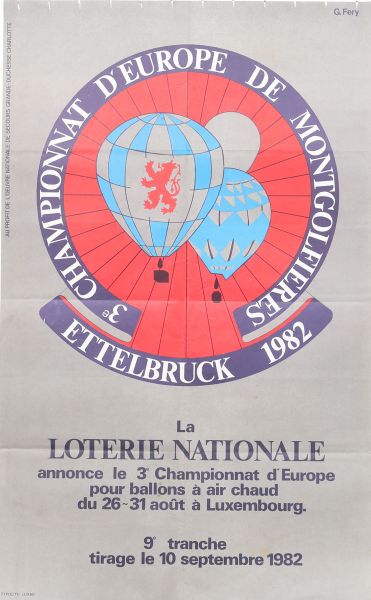 G. Fery
AU PROFIT DE L'OEUVRE NATIONALE DE SECOURS GRANDE-DUCHESSE CHARLOTTE
3e CHAMPIONNAT D'EUROPE DE MONTGOLFIERES
ETTELBRUCK 1982
La
LOTERIE NATIONALE
annonce le 3e Championnat d'Europe
pour ballons à air chaud
du 26-31 août à Luxembourg.
9e tranche
tirage le 10 septembre 1982